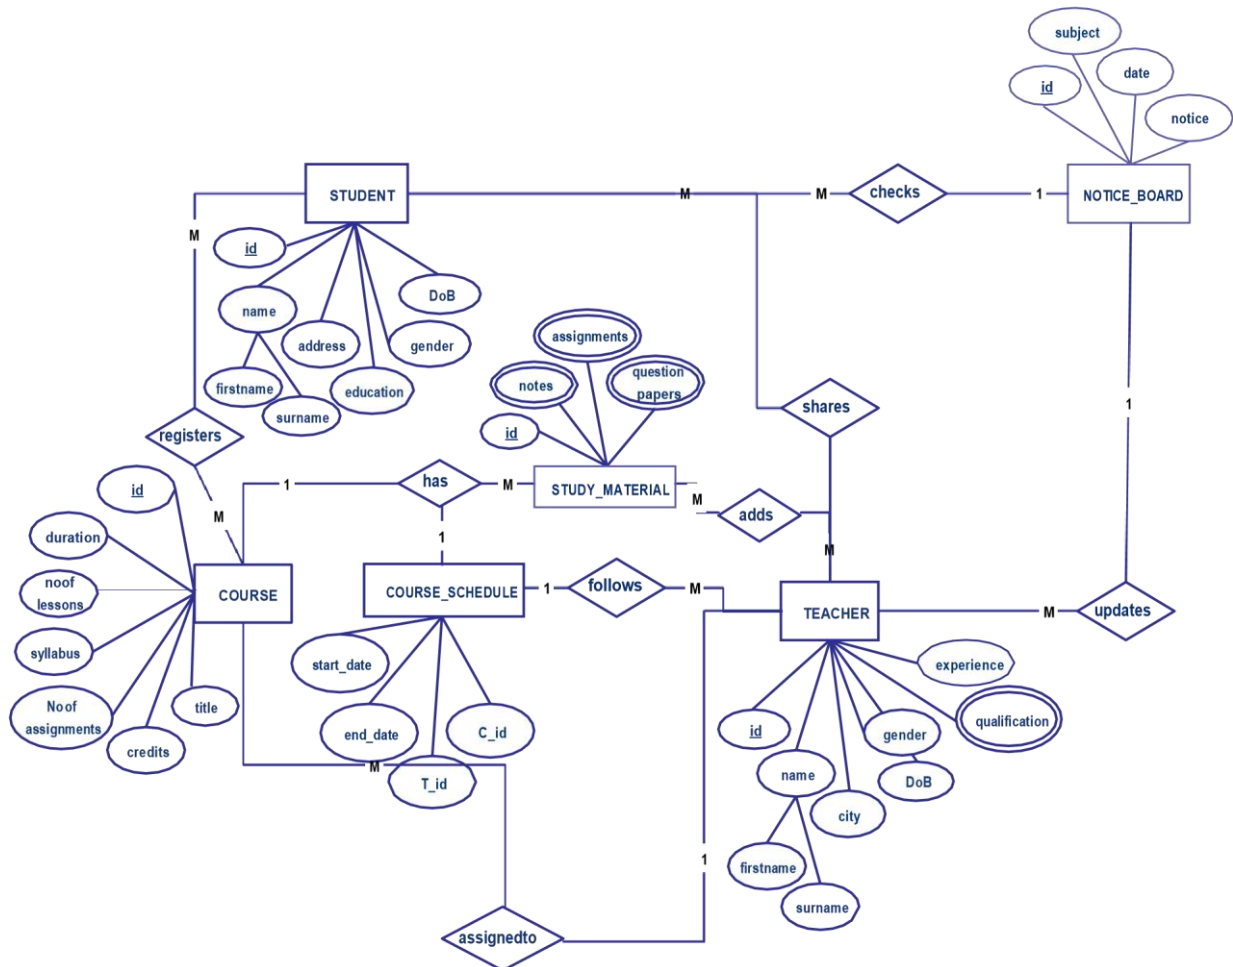 subject
date
id
notice
STUDENT
M
M
checks
1
NOTICE_BOARD
M
id
DoB
name
assignments
address
gender
notes
question
papers
firstname
education
surname
shares
1
registers
id
id
has
1
M
STUDY_MATERIAL
M
adds
M
duration
1
M
noof
lessons
COURSE
COURSE_SCHEDULE
1
follows
M
TEACHER
M
updates
syllabus
start_date
experience
title
Noof
assignments
end_date
C_id
id
gender
qualification
credits
M
T_id
name
DoB
city
1
firstname
surname
assignedto